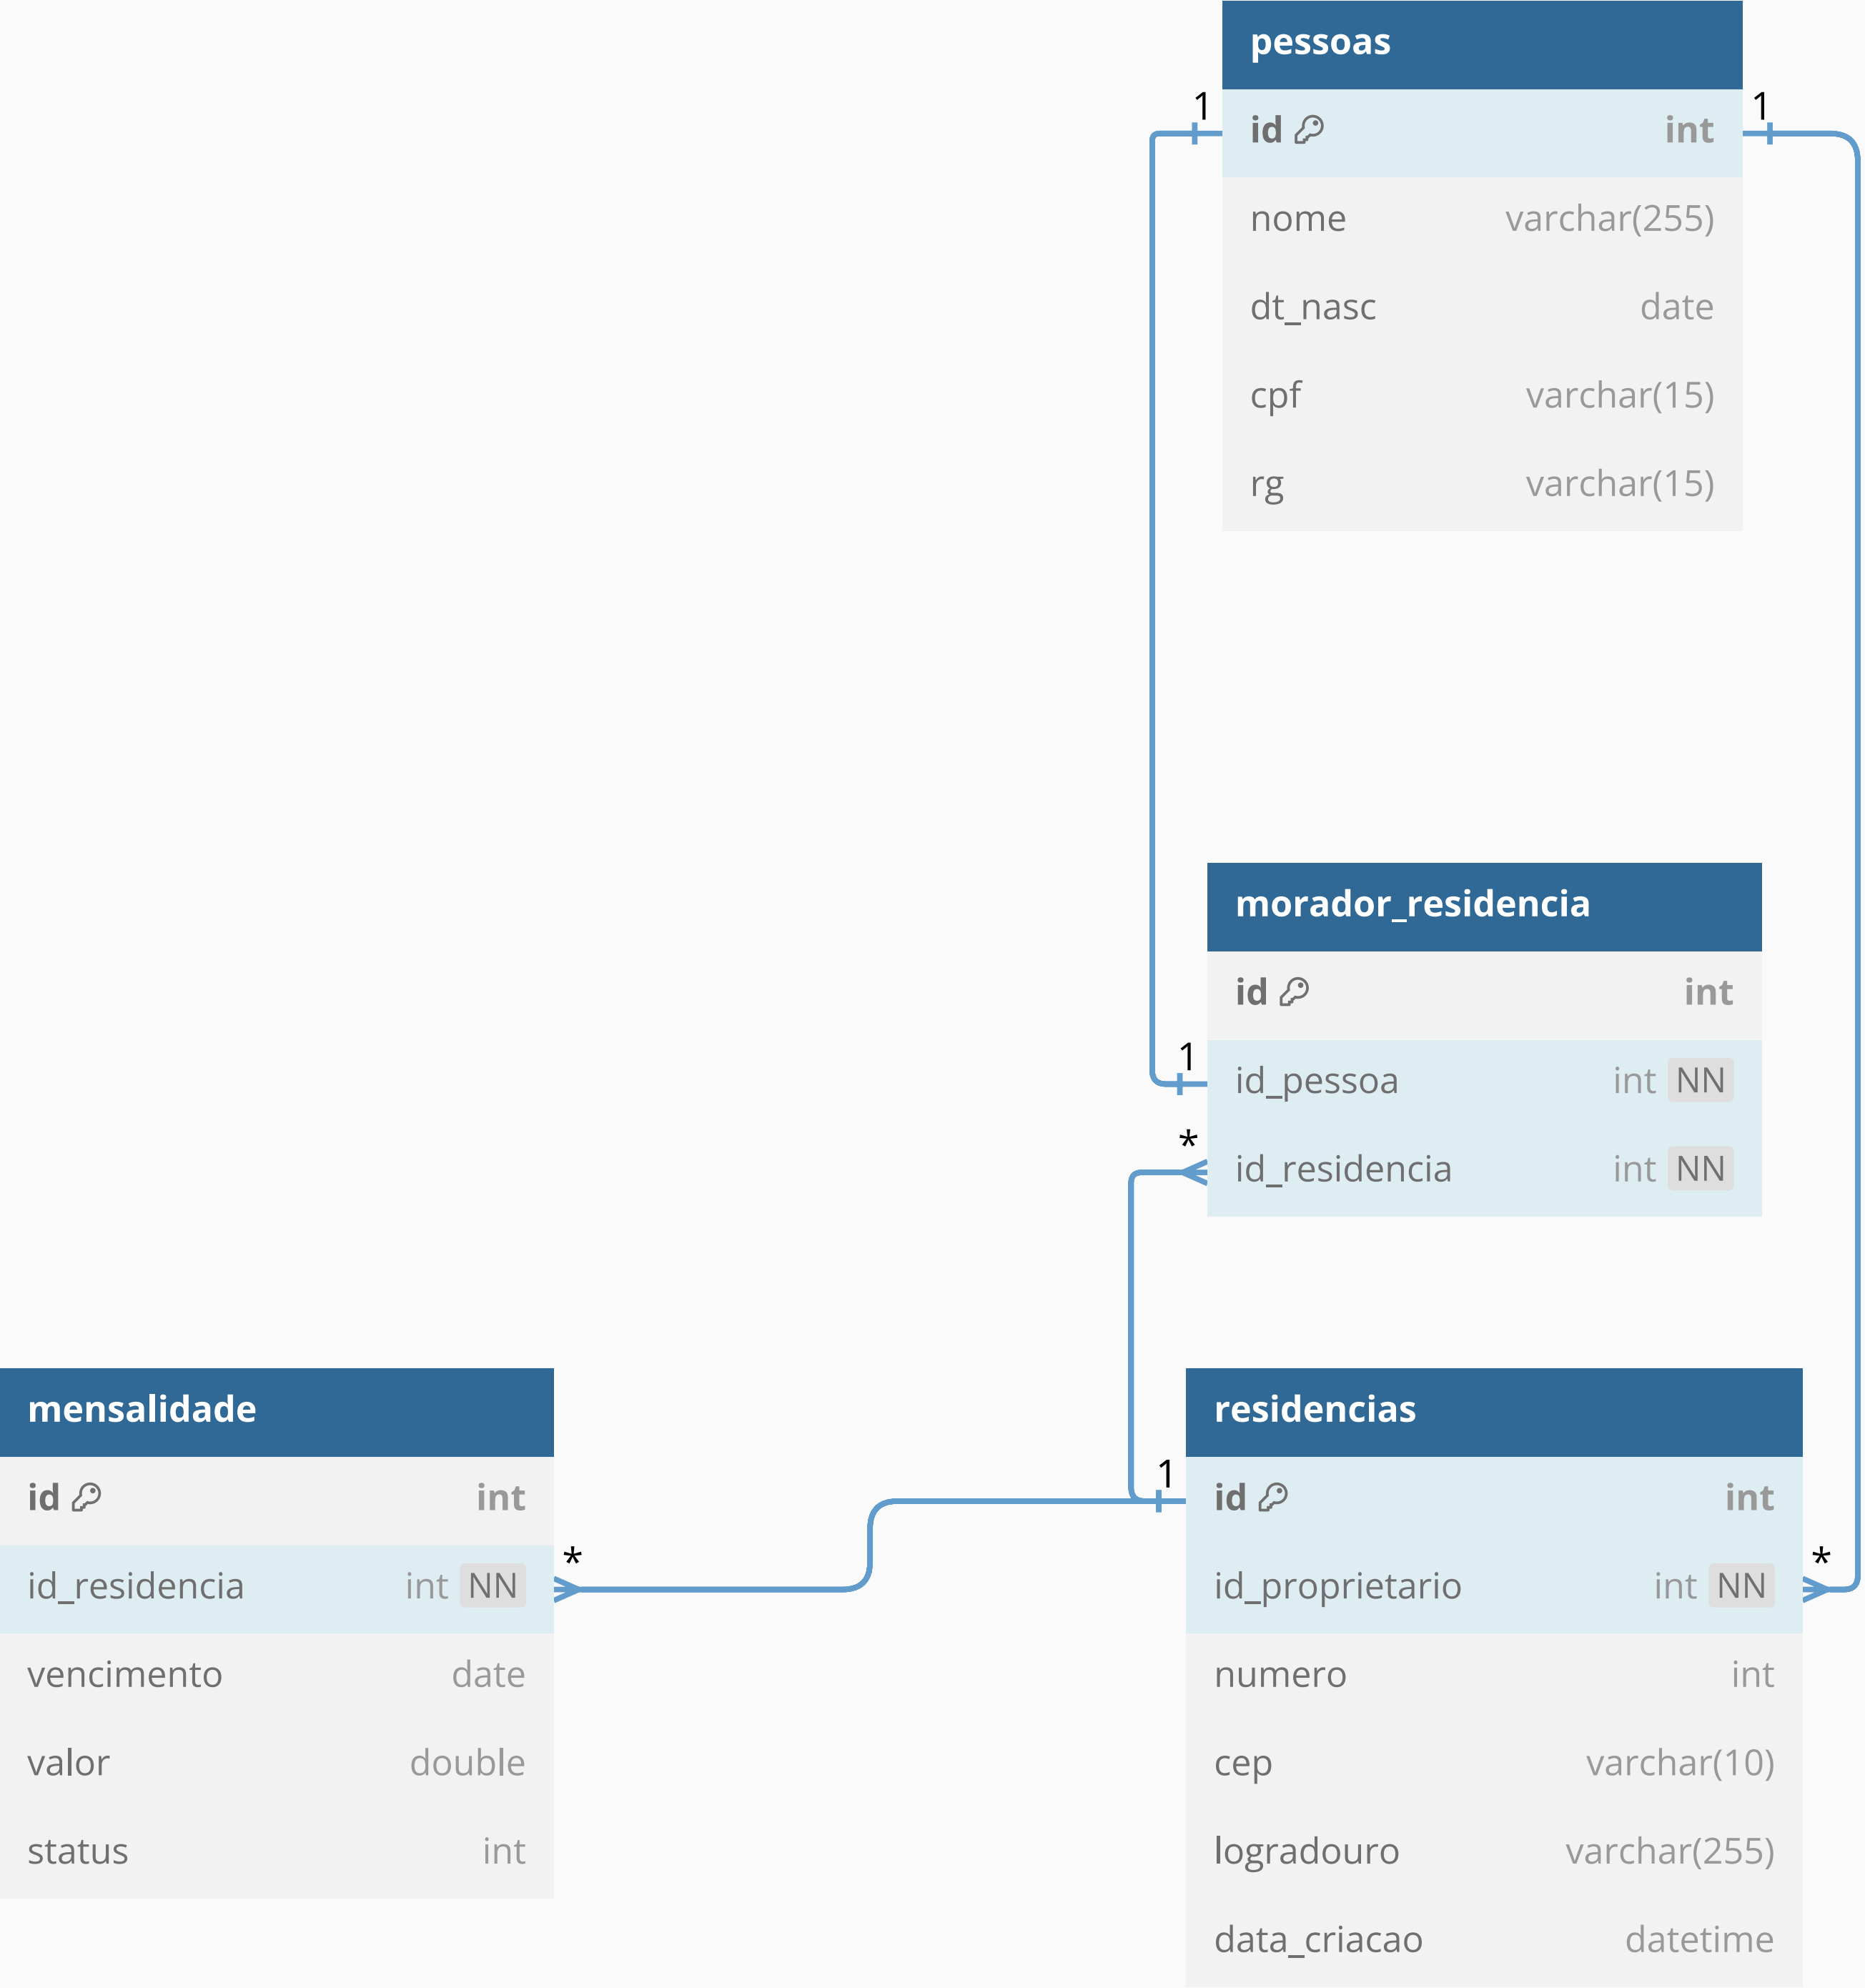 pessoas
1
1
id int
nome varchar(255)
dt_nasc date
cpf varchar(15)
rg varchar(15)
morador_residencia
id int
1
id_pessoa int NN
*
id_residencia int NN
mensalidade
id int
*
id_residencia int NN
vencimento date
valor double
status int
residencias
1
id int
*
id_proprietario int NN
numero int
cep varchar(10)
logradouro varchar(255)
data_criacao datetime